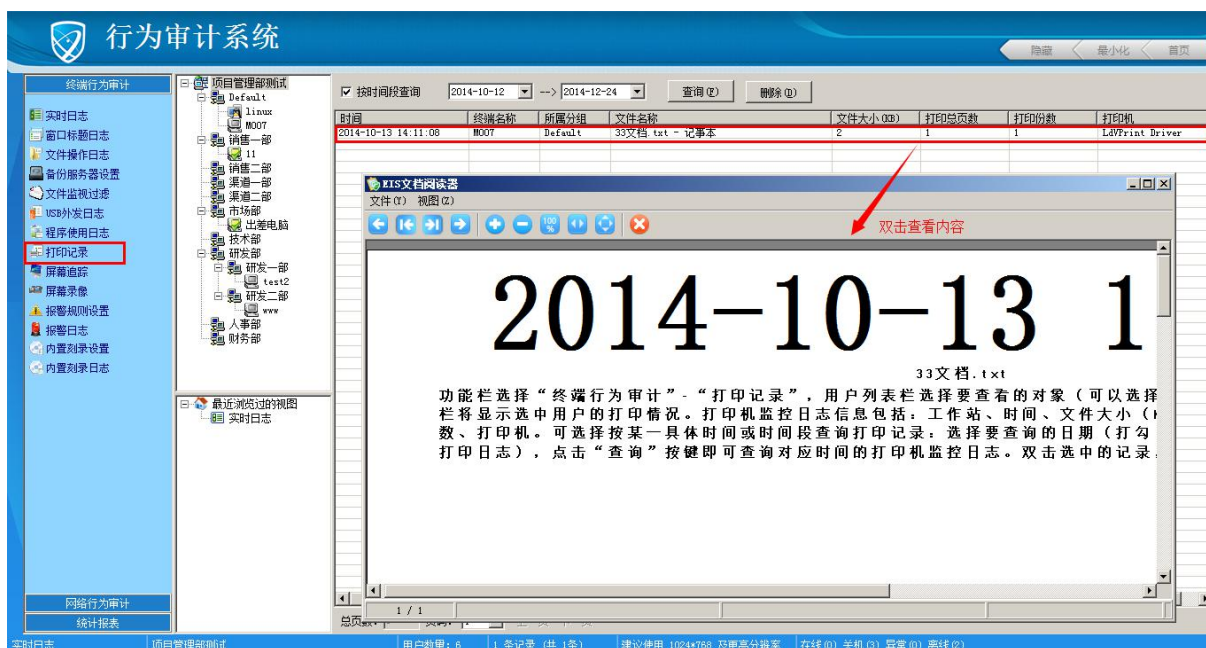 行为审计系统
隐藏
最小化
首页
终端行为审计
实时日志
窗口标题日志
文件操作日志
备份服务器设置
文件监视过滤
USB外发日志
程序使用日志
打印记录
屏幕追踪
屏幕录像
报警规则设置
报警日志
内置刻录设置
内置刻录日志
网络行为审计
统计报表
项目管理部测试
Default
linux
M007
销售一部
11
销售二部
渠道一部
渠道二部
市场部
出差电脑
技术部
研发部
研发一部
test2
研发二部
www
人事部
财务部
最近浏览过的视图
实时日志
按时间段查询 2014-10-12 --> 2014-12-24 查询(F) 删除(D)
时间 终端名称 所属分组 文件名称 文件大小(KB) 打印总页数 打印份数 打印机
2014-10-13 14:11:08 M007 Default 33文档.txt - 记事本 2 1 1 LdVPrint Driver
EIS文档阅读器
文件(Y) 视图(Z)
100%
双击查看内容
2014-10-13 1
33文档.txt
功能栏选择“终端行为审计”-“打印记录”，用户列表栏选择要查看的对象（可以选择
栏将显示选中用户的打印情况。打印机监控日志信息包括：工作站、时间、文件大小（
数、打印机。可选择按某一具体时间或时间段查询打印记录：选择要查询的日期（打勾
打印日志），点击“查询”按键即可查询对应时间的打印机监控日志。双击选中的记录
1 / 1
实时日志 项目管理部测试 用户数里: 6 1 条记录 (共 1条) 建议使用 1024*768 及更高分辨率 在线(0) 关机(3) 异常(0) 离线(2)